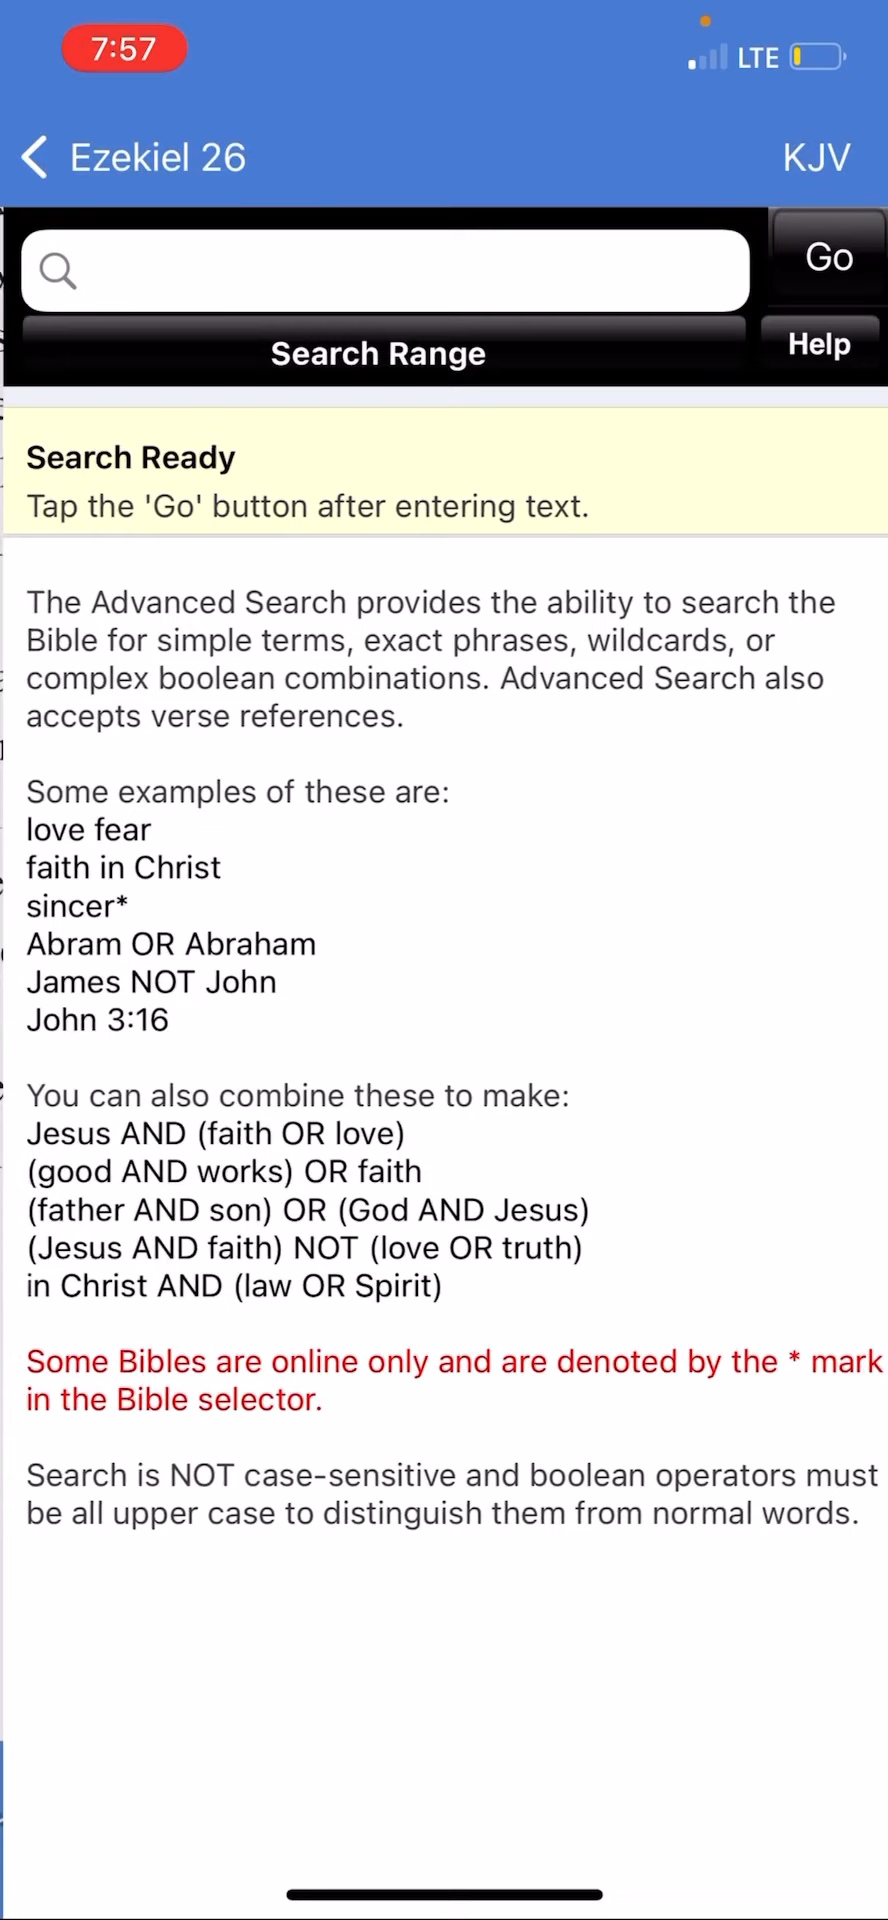 7:57
LTE
Ezekiel 26
KJV
Go
Search Range
Help
Search Ready
Tap the 'Go' button after entering text.
The Advanced Search provides the ability to search the
Bible for simple terms, exact phrases, wildcards, or
complex boolean combinations. Advanced Search also
accepts verse references.
Some examples of these are:
love fear
faith in Christ
sincer*
Abram OR Abraham
James NOT John
John 3:16
You can also combine these to make:
Jesus AND (faith OR love)
(good AND works) OR faith
(father AND son) OR (God AND Jesus)
(Jesus AND faith) NOT (love OR truth)
in Christ AND (law OR Spirit)
Some Bibles are online only and are denoted by the * mark
in the Bible selector.
Search is NOT case-sensitive and boolean operators must
be all upper case to distinguish them from normal words.